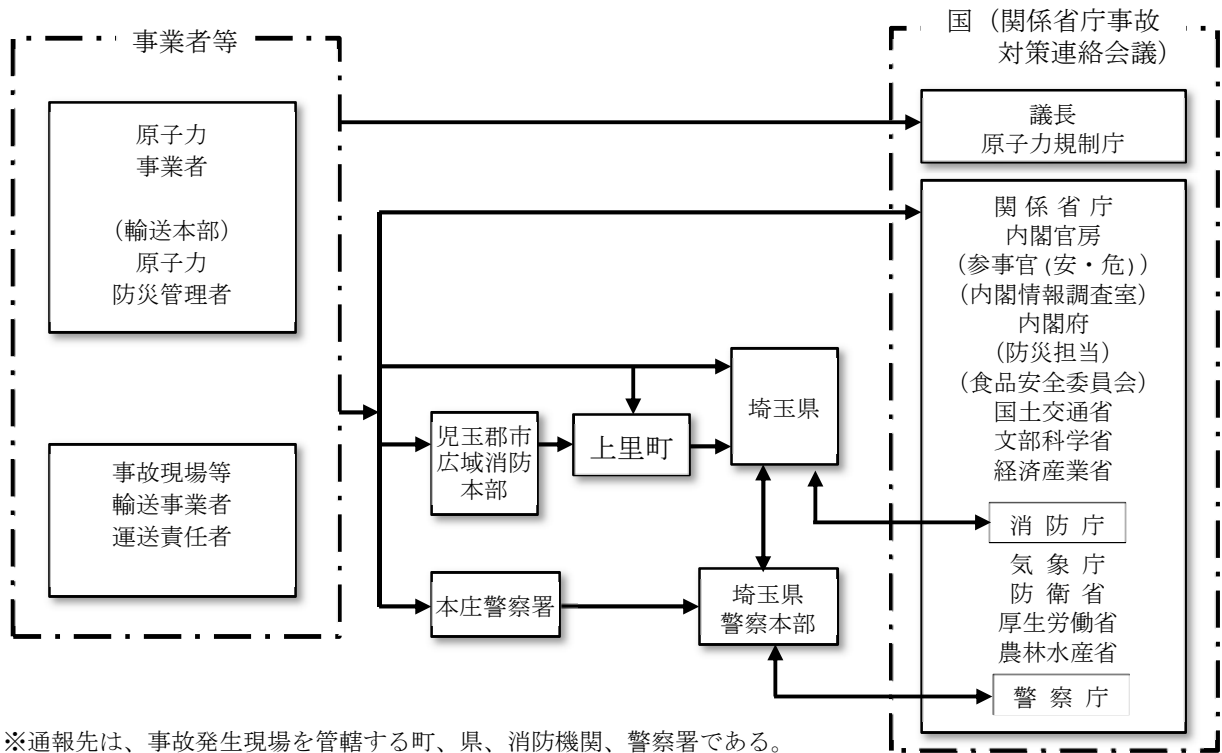 事業者等
原子力
事業者
(輸送本部)
原子力
防災管理者
事故現場等
輸送事業者
運送責任者
児玉郡市
広域消防
本部
上里町
埼玉県
本庄警察署
埼玉県
警察本部
国(関係省庁事故
対策連絡会議)
議長
原子力規制庁
関 係 省 庁
内閣官房
(参事官(安・危))
(内閣情報調査室)
内閣府
(防災担当)
(食品安全委員会)
国土交通省
文部科学省
経済産業省
消 防 庁
気 象 庁
防 衛 省
厚生労働省
農林水産省
警 察 庁
※通報先は、事故発生現場を管轄する町、県、消防機関、警察署である。